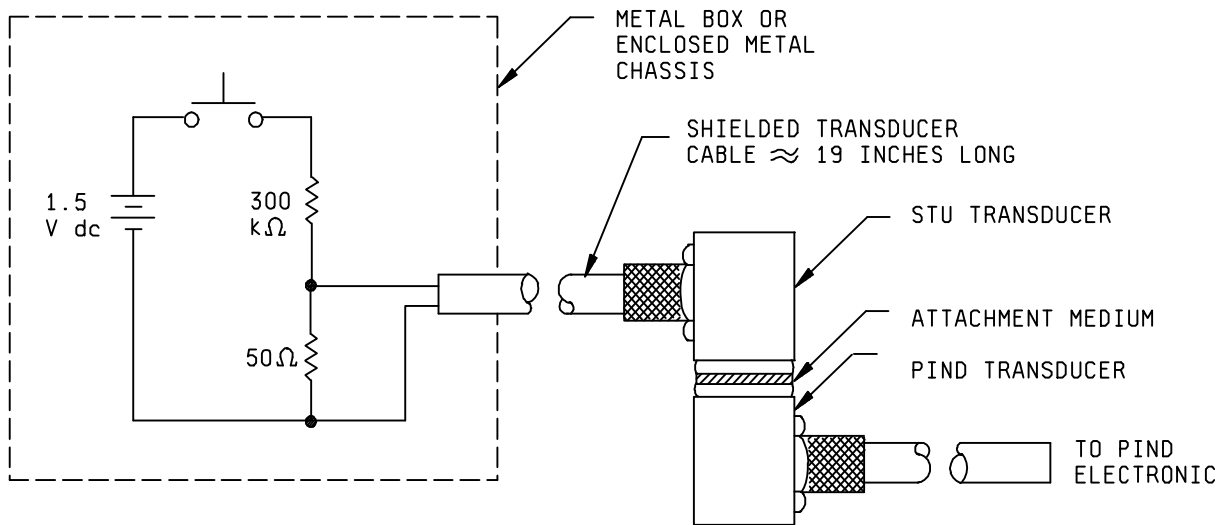 METAL BOX OR
ENCLOSED METAL
CHASSIS
SHIELDED TRANSDUCER
CABLE ≈ 19 INCHES LONG
1.5
V dc
300
kΩ
STU TRANSDUCER
50Ω
ATTACHMENT MEDIUM
PIND TRANSDUCER
TO PIND
ELECTRONIC